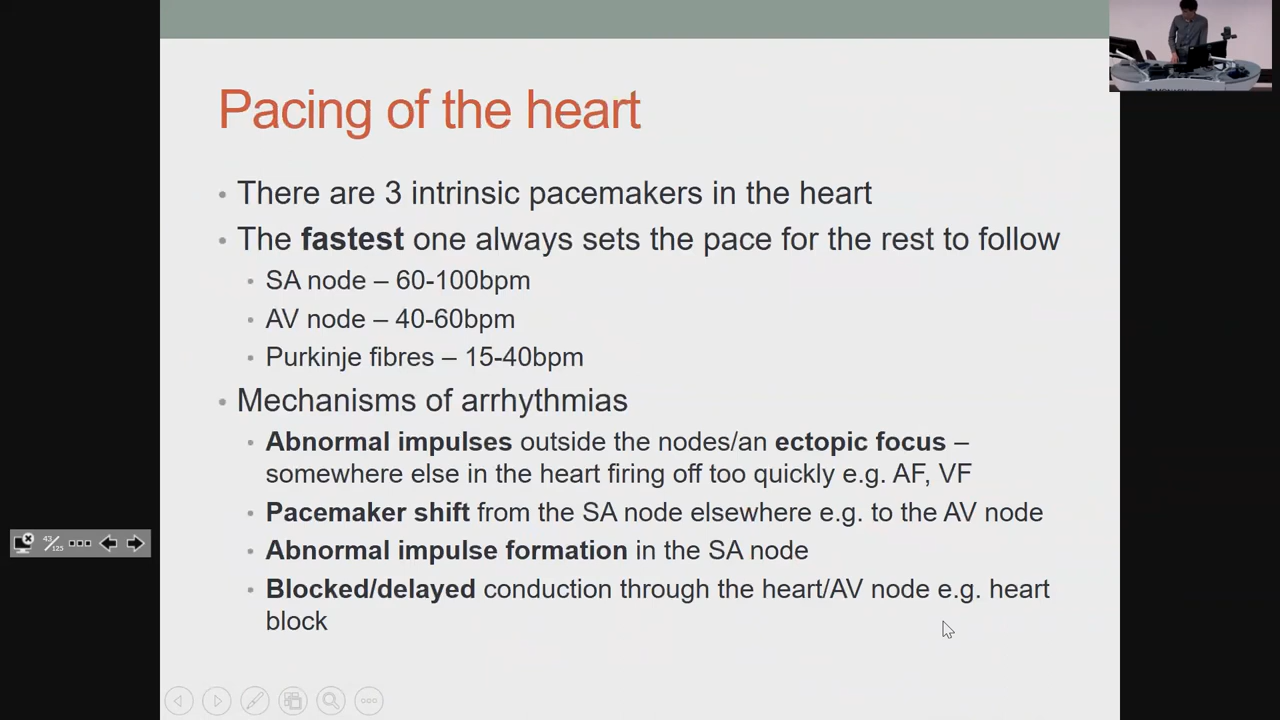 Pacing of the heart
• There are 3 intrinsic pacemakers in the heart
• The fastest one always sets the pace for the rest to follow
• SA node – 60-100bpm
• AV node – 40-60bpm
• Purkinje fibres – 15-40bpm
• Mechanisms of arrhythmias
• Abnormal impulses outside the nodes/an ectopic focus –
somewhere else in the heart firing off too quickly e.g. AF, VF
• Pacemaker shift from the SA node elsewhere e.g. to the AV node
• Abnormal impulse formation in the SA node
• Blocked/delayed conduction through the heart/AV node e.g. heart
block
43/125